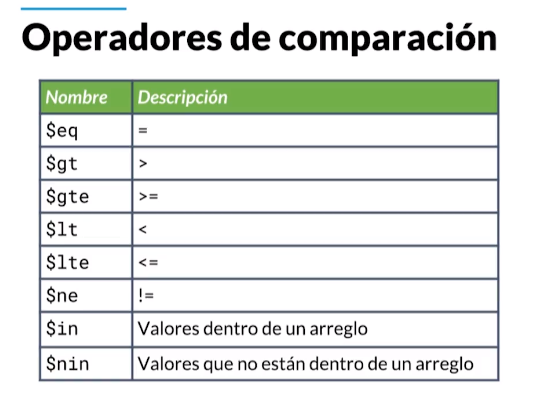 Operadores de comparación
Nombre Descripción
$eq =
$gt >
$gte >=
$lt <
$lte <=
$ne !=
$in Valores dentro de un arreglo
$nin Valores que no están dentro de un arreglo